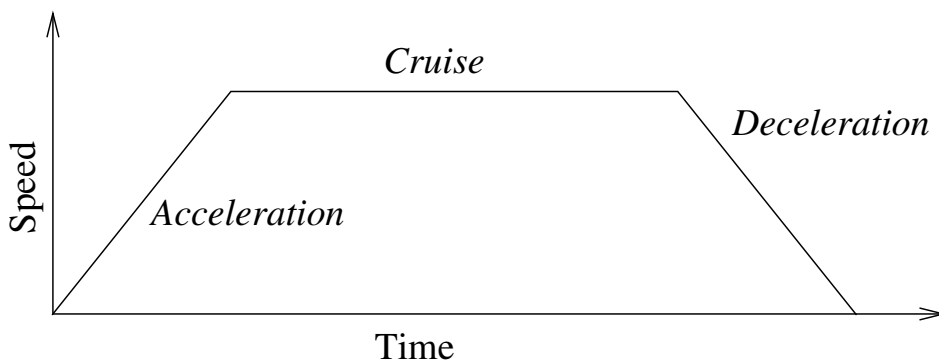 Cruise
Deceleration
Speed
Acceleration
Time